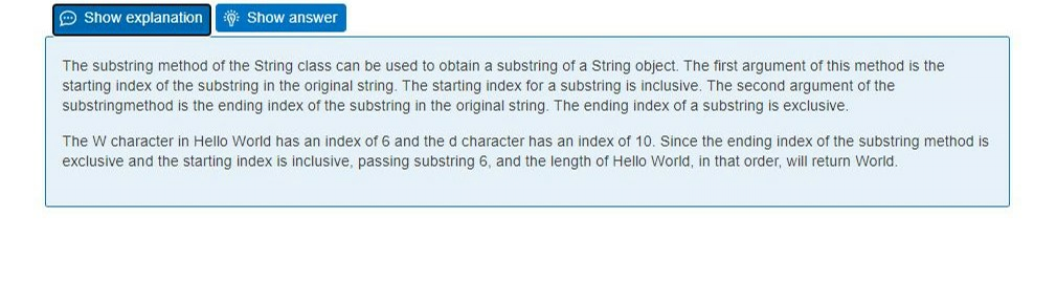 Show explanation Show answer
The substring method of the String class can be used to obtain a substring of a String object. The first argument of this method is the
starting index of the substring in the original string. The starting index for a substring is inclusive. The second argument of the
substringmethod is the ending index of the substring in the original string. The ending index of a substring is exclusive.
The W character in Hello World has an index of 6 and the d character has an index of 10. Since the ending index of the substring method is
exclusive and the starting index is inclusive, passing substring 6, and the length of Hello World, in that order, will return World.